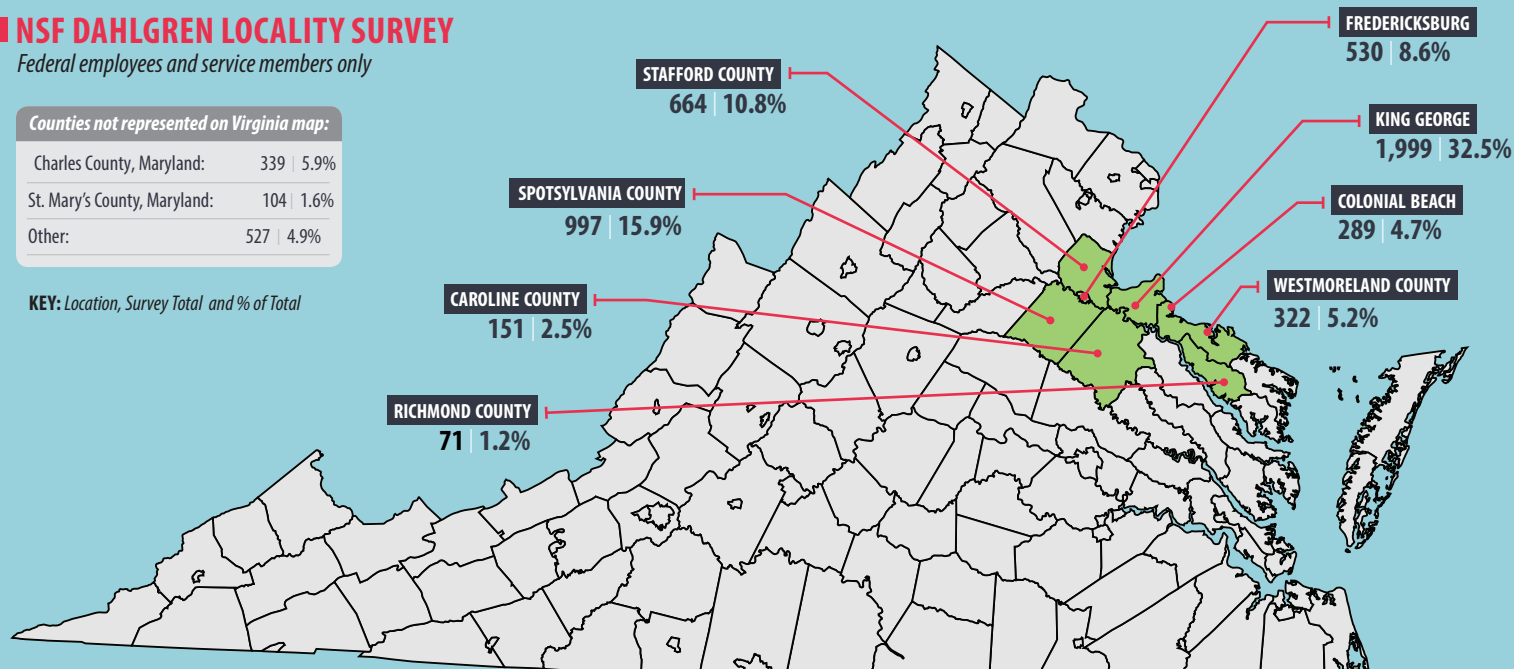 NSF DAHLGREN LOCALITY SURVEY
Federal employees and service members only
Counties not represented on Virginia map:
Charles County, Maryland: 339 | 5.9%
St. Mary's County, Maryland: 104 | 1.6%
Other: 527 | 4.9%
KEY: Location, Survey Total and % of Total
STAFFORD COUNTY
664 | 10.8%
SPOTSYLVANIA COUNTY
997 | 15.9%
CAROLINE COUNTY
151 | 2.5%
RICHMOND COUNTY
71 | 1.2%
FREDERICKSBURG
530 | 8.6%
KING GEORGE
1,999 | 32.5%
COLONIAL BEACH
289 | 4.7%
WESTMORELAND COUNTY
322 | 5.2%